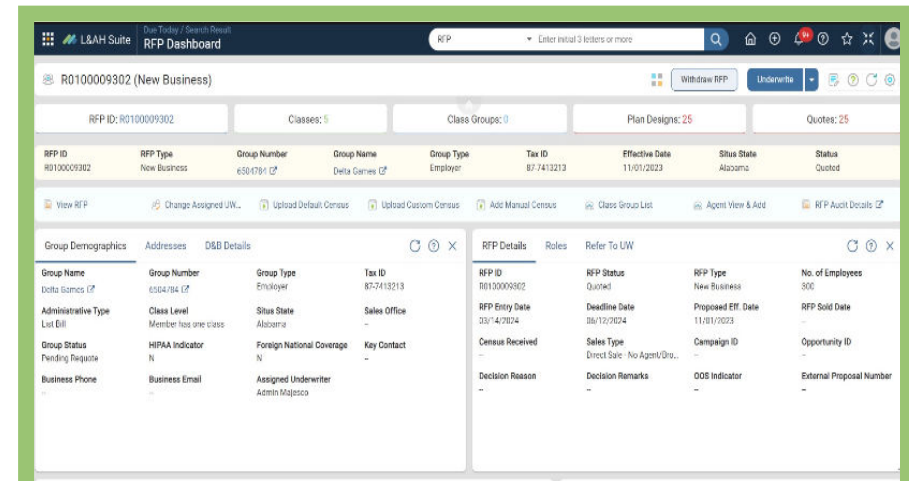 L&AH Suite
Due Today / Search Result
RFP Dashboard
RFP
Enter initial 3 letters or more
9+
R0100009302 (New Business)
Withdraw RFP
Underwrite
RFP ID: R0100009302
Classes: 5
Class Groups: 0
Plan Designs: 25
Quotes: 25
RFP ID RFP Type Group Number Group Name Group Type Tax ID Effective Date Situs State Status
R0100009302 New Business 6504784 Delta Games Employer 87-7413213 11/01/2023 Alabama Quoted
View RFP Change Assigned UW... Upload Default Census Upload Custom Census Add Manual Census Class Group List Agent View & Add RFP Audit Details
Group Demographics Addresses D&B Details
Group Name Group Number Group Type Tax ID
Delta Games 6504784 Employer 87-7413213
Administrative Type Class Level Situs State Sales Office
List Bill Member has one class Alabama --
Group Status HIPAA Indicator Foreign National Coverage Key Contact
Pending Requote N N --
Business Phone Business Email Assigned Underwriter
-- -- Admin Majesco
RFP Details Roles Refer To UW
RFP ID RFP Status RFP Type No. of Employees
R0100009302 Quoted New Business 300
RFP Entry Date Deadline Date Proposed Eff. Date RFP Sold Date
03/14/2024 06/12/2024 11/01/2023 --
Census Received Sales Type Campaign ID Opportunity ID
-- Direct Sale - No Agent/Bro... -- --
Decision Reason Decision Remarks OOS Indicator External Proposal Number
-- -- -- --